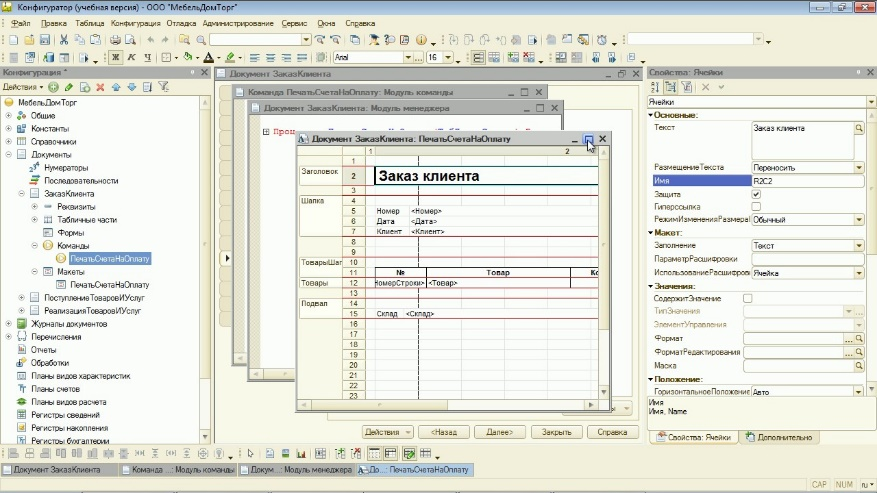 Конфигуратор (учебная версия) - ООО "МебельДомТорг"
Файл Правка Таблица Конфигурация Отладка Администрирование Сервис Окна Справка
Arial 16 Ж К Ч
Конфигурация *
Действия
МебельДомТорг
Общие
Константы
Справочники
Документы
Нумераторы
Последовательности
ЗаказКлиента
Реквизиты
Табличные части
Формы
Команды
ПечатьСчетаНаОплату
Макеты
ПечатьСчетаНаОплату
ПоступлениеТоваровИУслуг
РеализацияТоваровИУслуг
Журналы документов
Перечисления
Отчеты
Обработки
Планы видов характеристик
Планы счетов
Планы видов расчета
Регистры сведений
Регистры накопления
Регистры бухгалтерии
Документ ЗаказКлиента
Команда ПечатьСчетаНаОплату: Модуль команды
Документ ЗаказКлиента: Модуль менеджера
Документ ЗаказКлиента: ПечатьСчетаНаОплату
1 2
1
Заголовок 2 Заказ клиента
3
Шапка 4
5 Номер <Номер>
6 Дата <Дата>
7 Клиент <Клиент>
8
9
ТоварыШап 10
11 № Товар Ко
Товары 12 НомерСтроки> <Товар>
13
Подвал 14
15 Склад <Склад>
16
17
18
19
20
21
22
23
Действия <Назад Далее> Закрыть Справка
Свойства: Ячейки
Ячейки
Основные:
Текст Заказ клиента
РазмещениеТекста Переносить
Имя R2C2
Защита
Гиперссылка
РежимИзмененияРазмера Обычный
Макет:
Заполнение Текст
ПараметрРасшифровки
ИспользованиеРасшифров Ячейка
Значения:
СодержитЗначение
ТипЗначения
ЭлементУправления
Формат
ФорматРедактирования
Маска
Положение:
ГоризонтальноеПоложение Авто
Имя
Имя, Name
Свойства: Ячейки Дополнительно
Документ ЗаказКлиента Команда ...: Модуль команды Докум...: Модуль менеджера До...: ПечатьСчетаНаОплату
CAP NUM ru